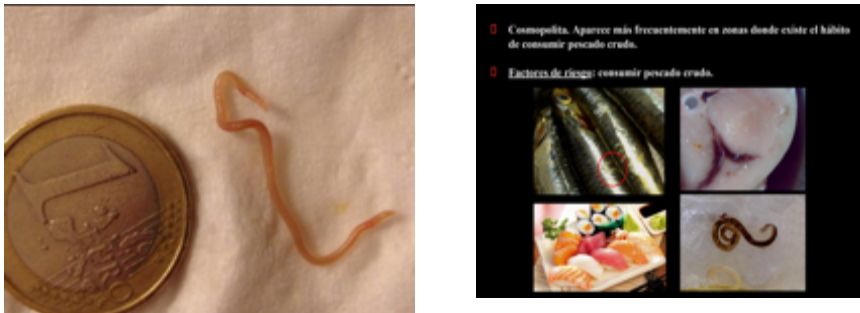 1
Cosmopolita. Aparece más frecuentemente en zonas donde existe el hábito
de consumir pescado crudo.
Factores de riesgo: consumir pescado crudo.